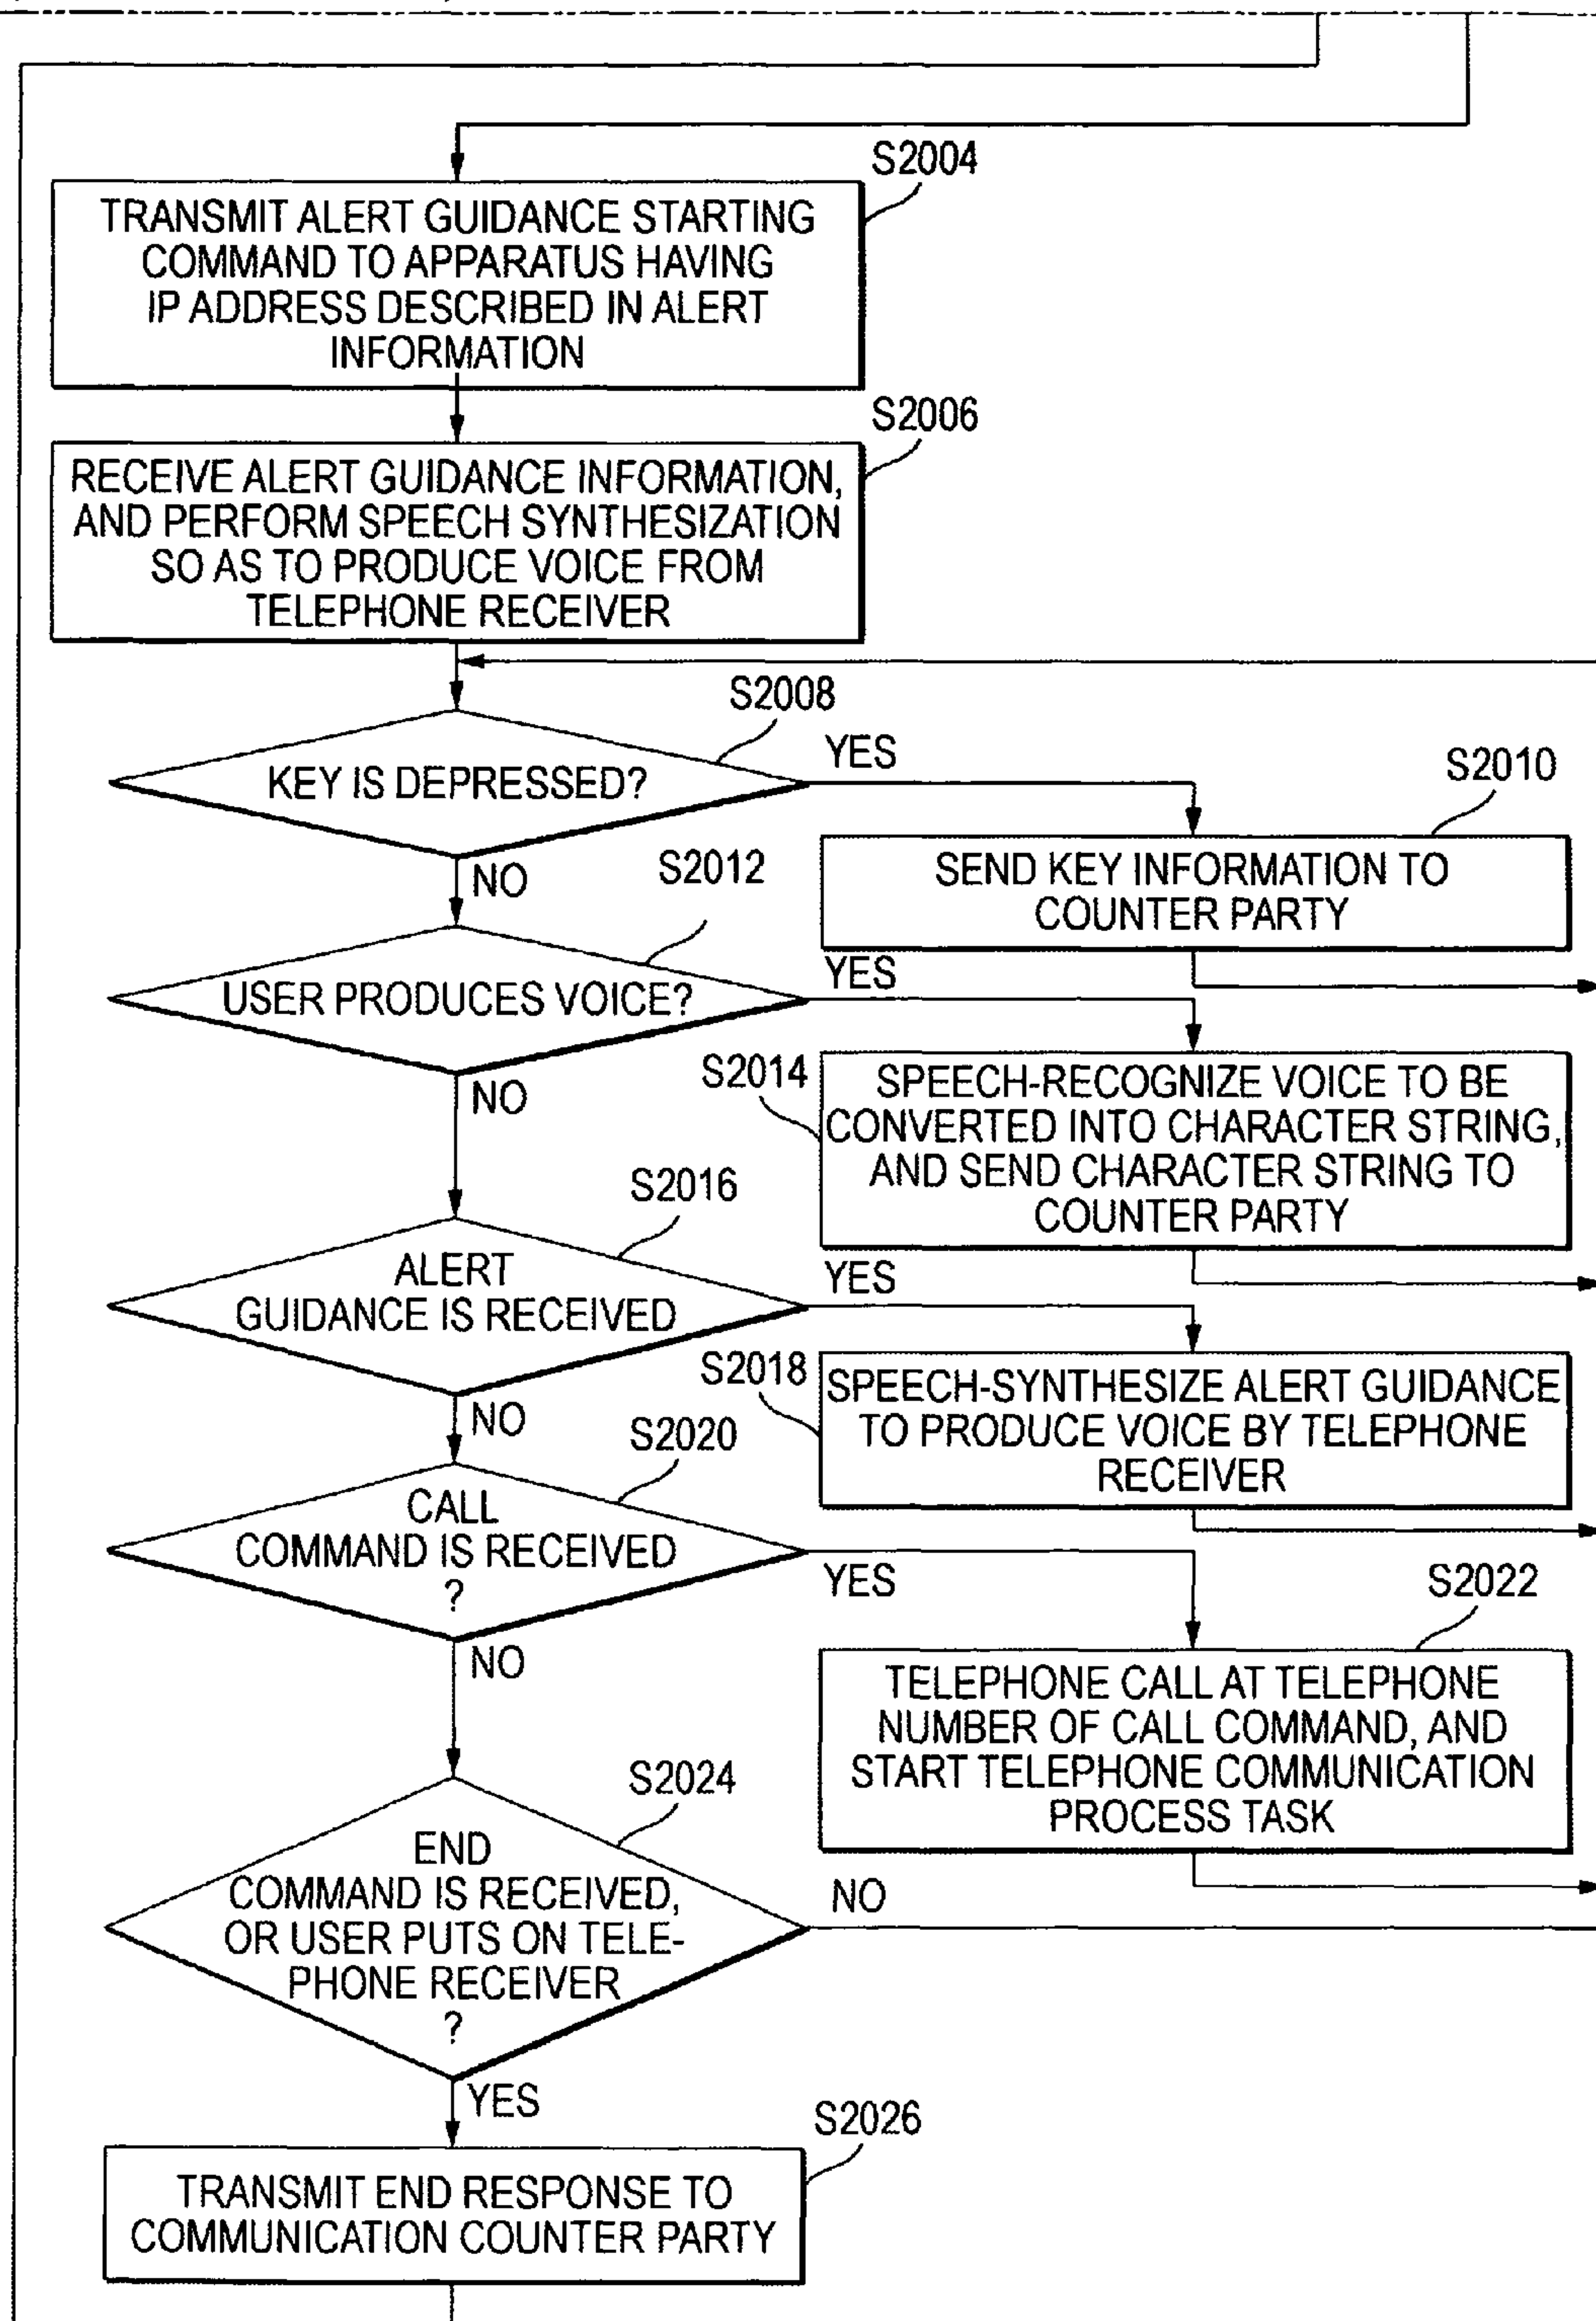 S2004
TRANSMIT ALERT GUIDANCE STARTING
COMMAND TO APPARATUS HAVING
IP ADDRESS DESCRIBED IN ALERT
INFORMATION
S2006
RECEIVE ALERT GUIDANCE INFORMATION,
AND PERFORM SPEECH SYNTHESIZATION
SO AS TO PRODUCE VOICE FROM
TELEPHONE RECEIVER
S2008
KEY IS DEPRESSED?
YES
NO
S2010
SEND KEY INFORMATION TO
COUNTER PARTY
S2012
USER PRODUCES VOICE?
YES
NO
S2014
SPEECH-RECOGNIZE VOICE TO BE
CONVERTED INTO CHARACTER STRING,
AND SEND CHARACTER STRING TO
COUNTER PARTY
S2016
ALERT
GUIDANCE IS RECEIVED
YES
NO
S2018
SPEECH-SYNTHESIZE ALERT GUIDANCE
TO PRODUCE VOICE BY TELEPHONE
RECEIVER
S2020
CALL
COMMAND IS RECEIVED
?
YES
NO
S2022
TELEPHONE CALL AT TELEPHONE
NUMBER OF CALL COMMAND, AND
START TELEPHONE COMMUNICATION
PROCESS TASK
S2024
END
COMMAND IS RECEIVED,
OR USER PUTS ON TELE-
PHONE RECEIVER
?
NO
YES
S2026
TRANSMIT END RESPONSE TO
COMMUNICATION COUNTER PARTY